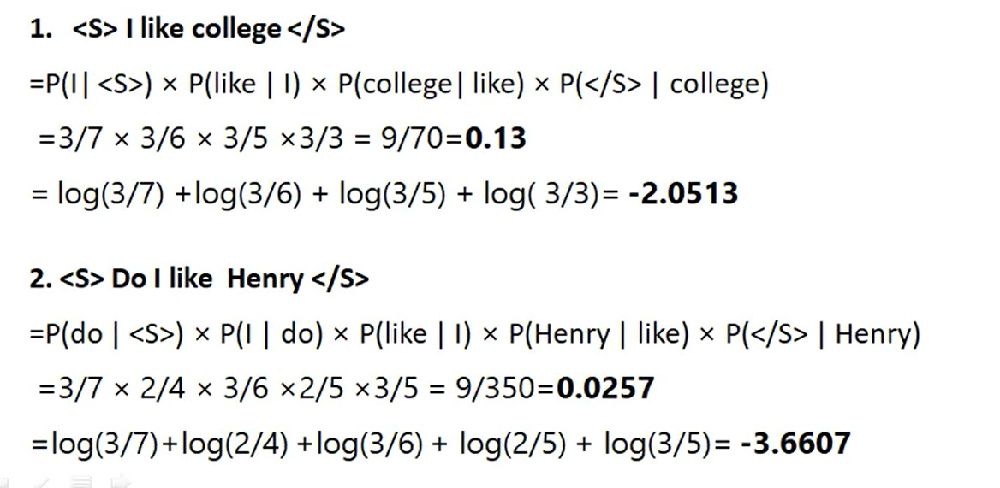 1. <S> I like college </S>
=P(I| <S>) × P(like | I) × P(college| like) × P(</S> | college)
=3/7 × 3/6 × 3/5 ×3/3 = 9/70=0.13
= log(3/7) +log(3/6) + log(3/5) + log( 3/3)= -2.0513
2. <S> Do I like Henry </S>
=P(do | <S>) × P(I | do) × P(like | I) × P(Henry | like) × P(</S> | Henry)
=3/7 × 2/4 × 3/6 ×2/5 ×3/5 = 9/350=0.0257
=log(3/7)+log(2/4) +log(3/6) + log(2/5) + log(3/5)= -3.6607